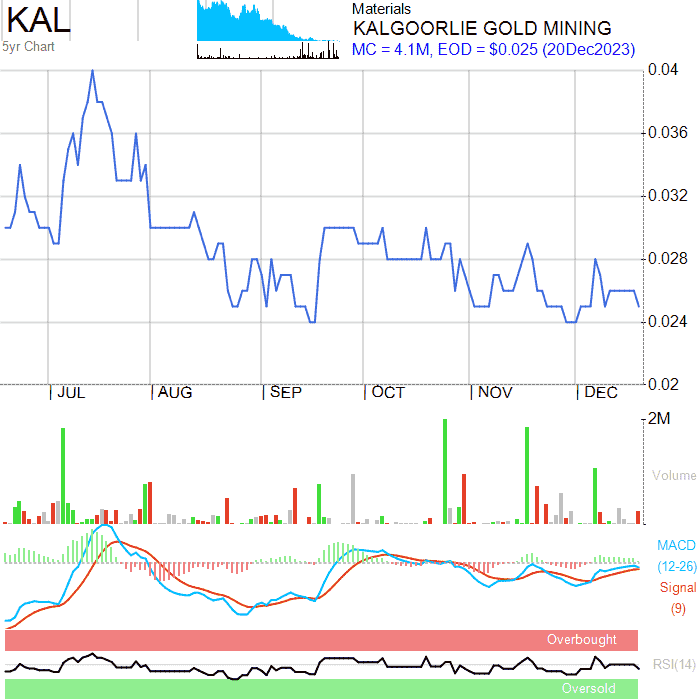 KAL
5yr Chart
Materials
KALGOORLIE GOLD MINING
MC = 4.1M, EOD = $0.025 (20Dec2023)
0.04
0.036
0.032
0.028
0.024
0.02
JUL AUG SEP OCT NOV DEC
2M
Volume
MACD
(12-26)
Signal
(9)
Overbought
RSI(14)
Oversold